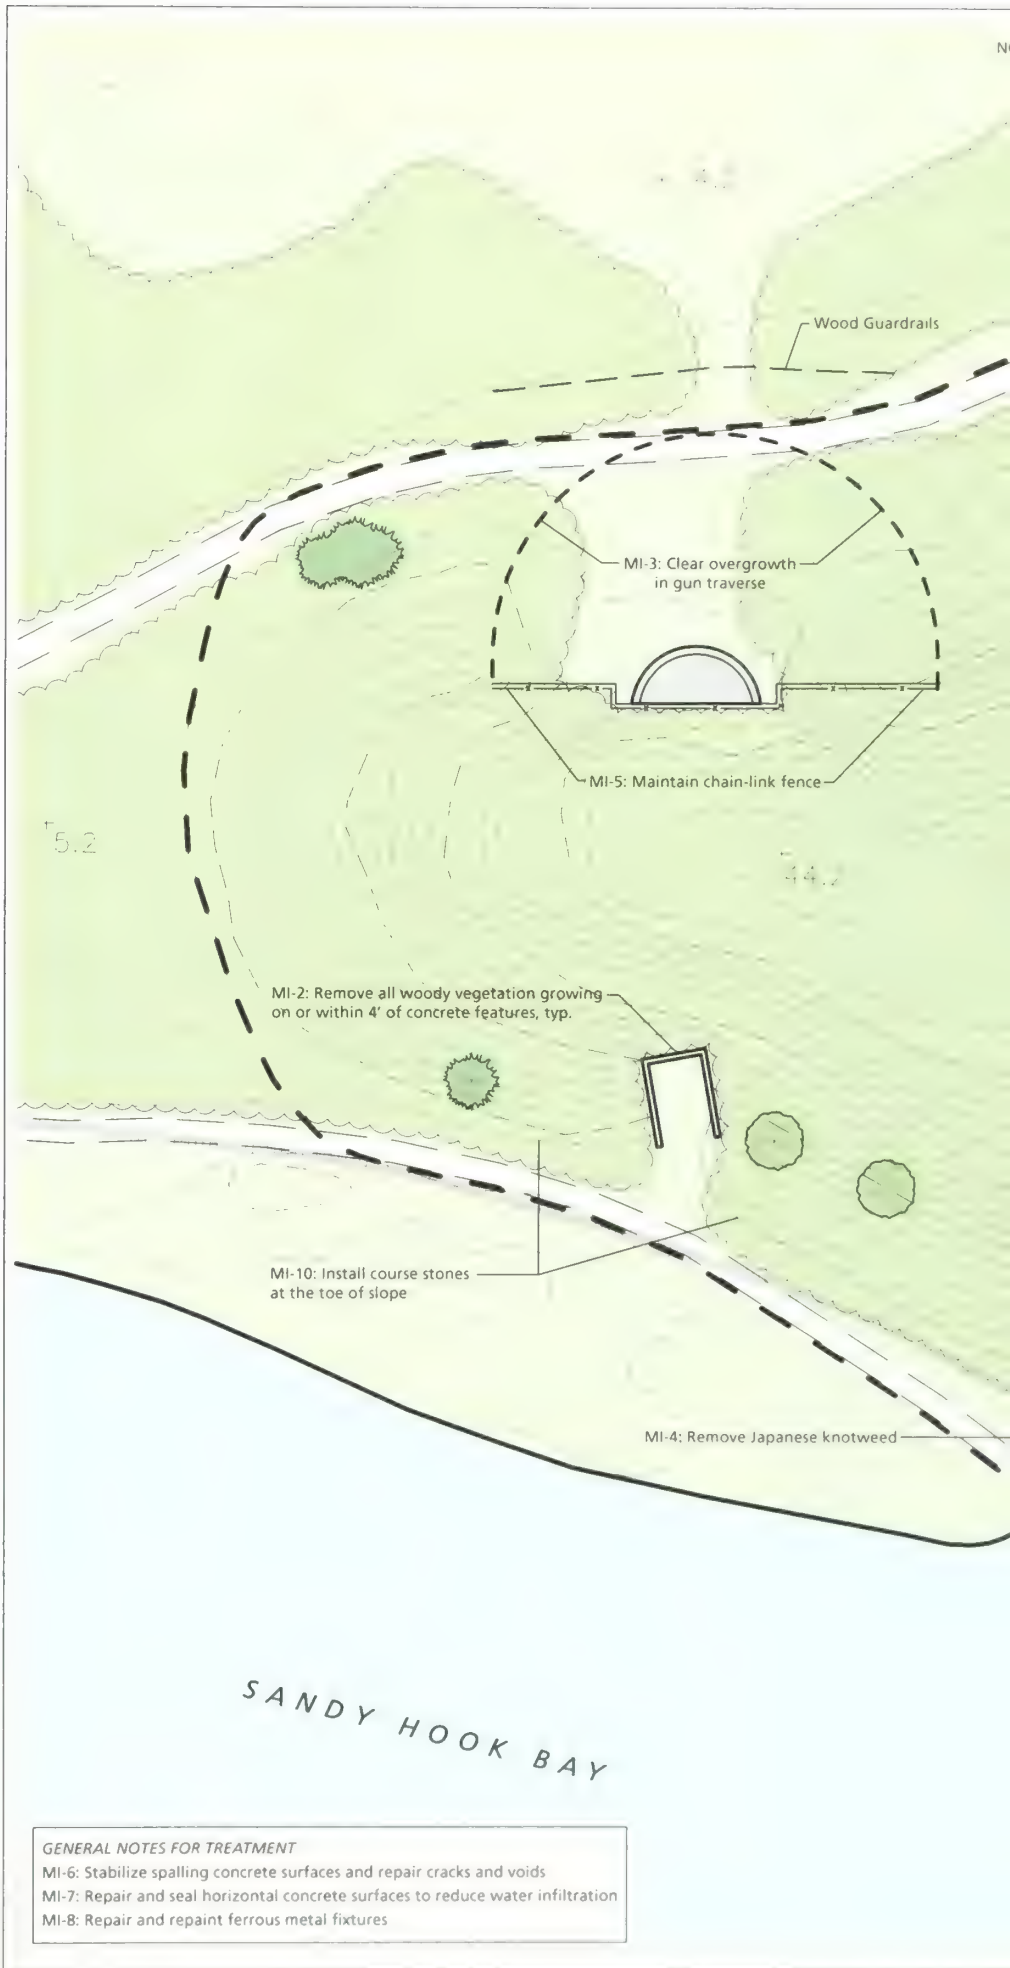 Wood Guardrails
MI-3: Clear overgrowth
in gun traverse
MI-5: Maintain chain-link fence
5.2
44.2
MI-2: Remove all woody vegetation growing
on or within 4' of concrete features, typ.
MI-10: Install course stones
at the toe of slope
MI-4: Remove Japanese knotweed
SANDY HOOK BAY
GENERAL NOTES FOR TREATMENT
MI-6: Stabilize spalling concrete surfaces and repair cracks and voids
MI-7: Repair and seal horizontal concrete surfaces to reduce water infiltration
MI-8: Repair and repaint ferrous metal fixtures